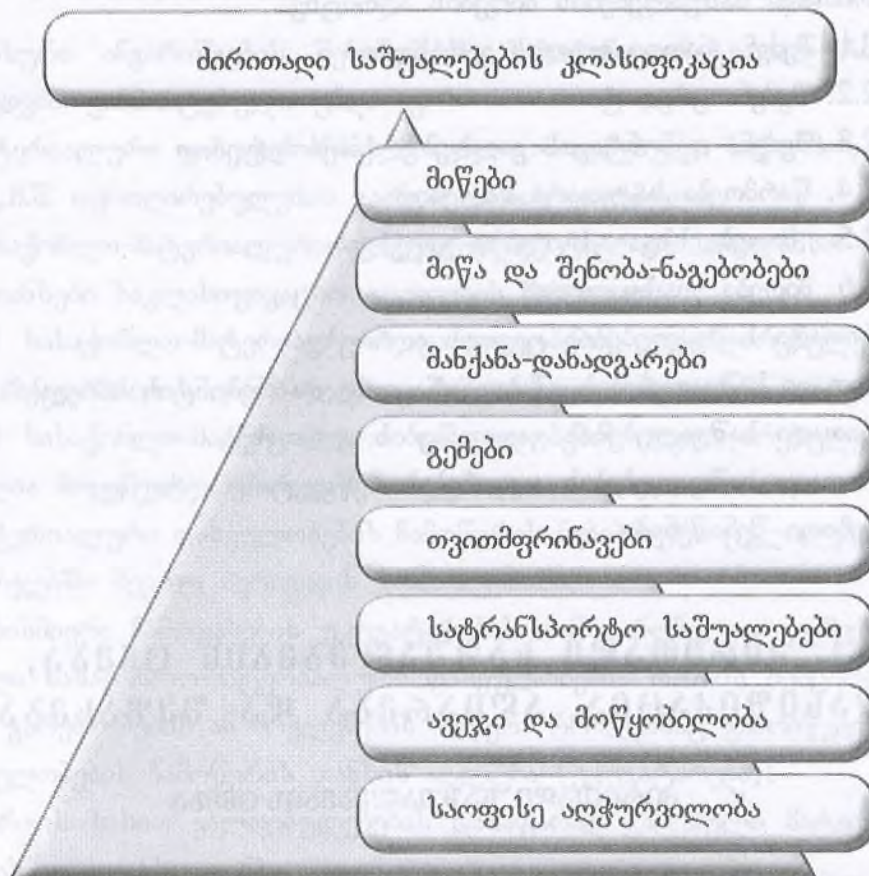 ძირითადი საშუალებების კლასიფიკაცია
მიწები
მიწა და შენობა-ნაგებობები
მანქანა-დანადგარები
გემები
თვითმფრინავები
სატრანსპორტო საშუალებები
ავეჯი და მოწყობილობა
საოფისე აღჭურვილობა